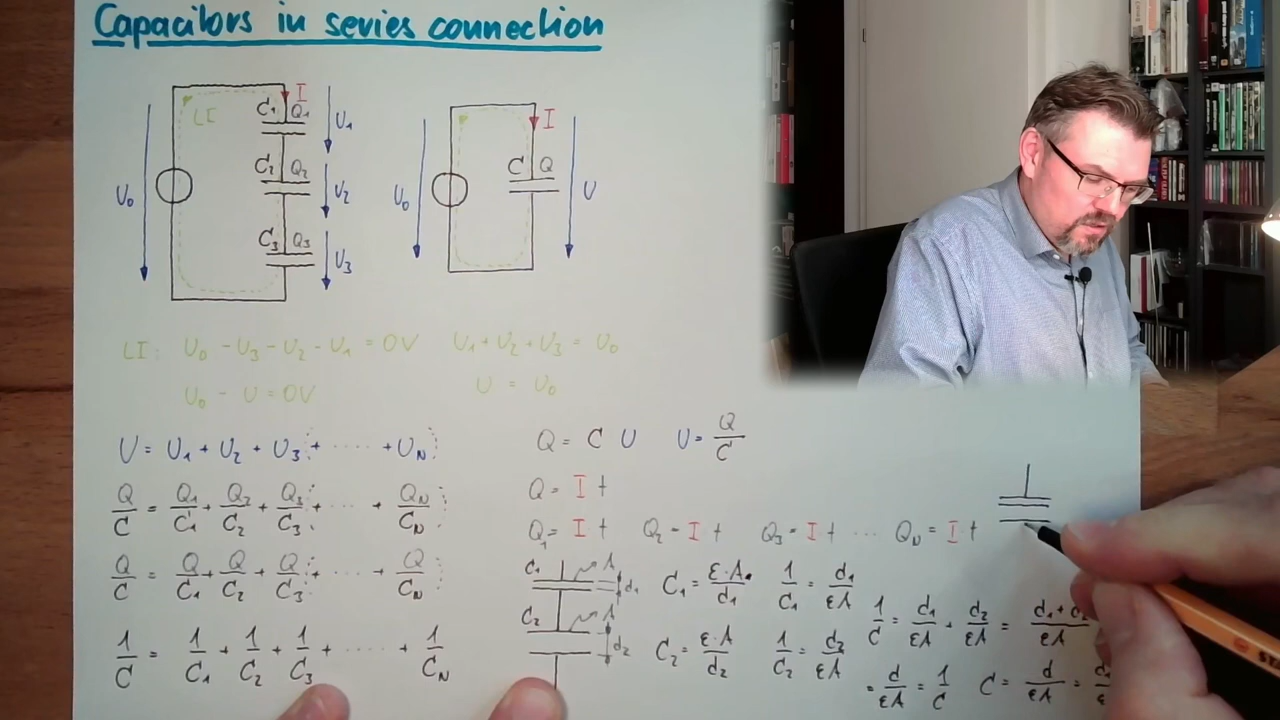 Capacitors in series connection
I I
LI C1 Q1 U1
C2 Q2 C Q
U0 U2 U0 U
C3 Q3 U3
LI: U0 - U3 - U2 - U1 = 0V U1 + U2 + U3 = U0
U0 - U = 0V U = U0
U = U1 + U2 + U3 + ..... + UN Q = C U U = Q/C
Q/C = Q1/C1 + Q2/C2 + Q3/C3 + .... + QN/CN Q = I t
Q1 = I t Q2 = I t Q3 = I t ... QN = I t
Q/C = Q/C1 + Q/C2 + Q/C3 + .... + Q/CN
C1 A d1 C1 = ε·A/d1 1/C1 = d1/εA
1/C = d1/εA + d2/εA = d1+d2/εA
1/C = 1/C1 + 1/C2 + 1/C3 + ..... + 1/CN
C2 A d2 C2 = ε·A/d2 1/C2 = d2/εA
= d/εA = 1/C C = d/εA =